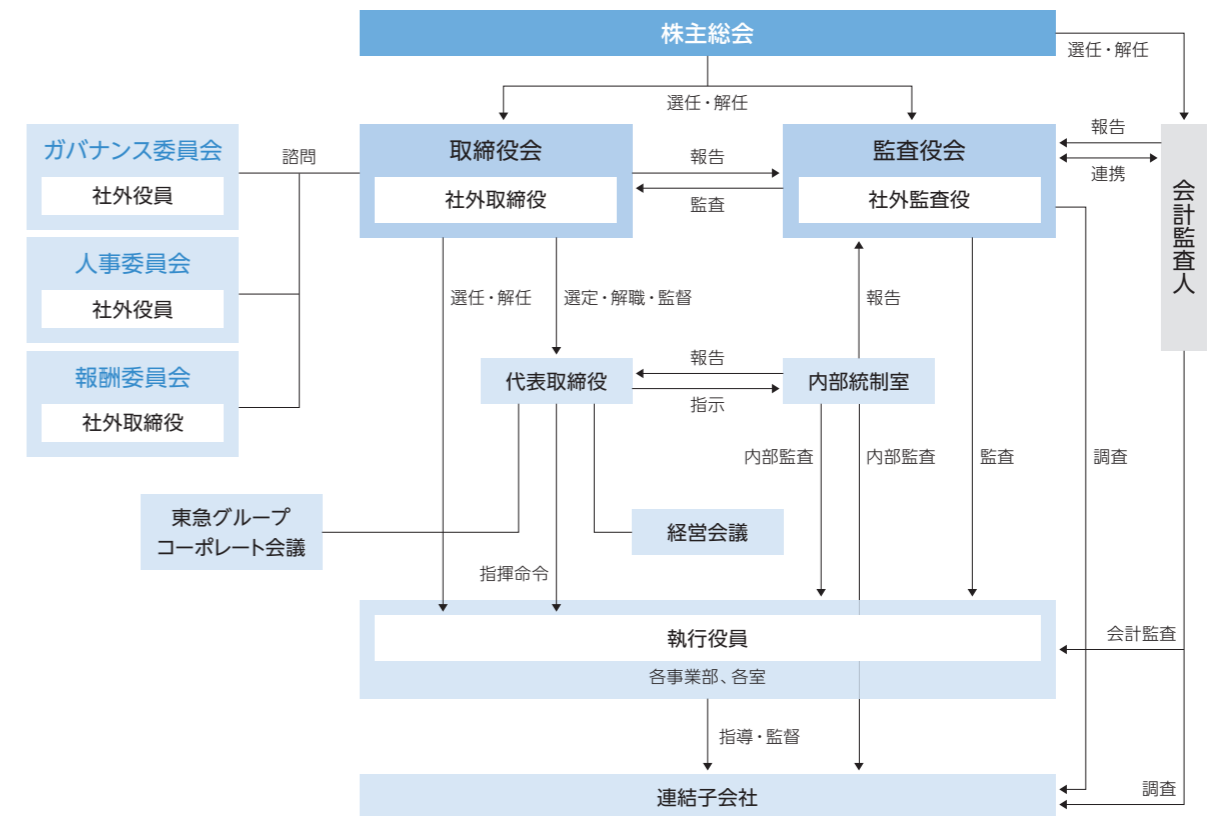 株主総会
選任・解任
選任・解任
ガバナンス委員会
社外役員
諮問
取締役会
社外取締役
報告
監査
監査役会
社外監査役
報告
連携
会計監査人
人事委員会
社外役員
選任・解任
選定・解職・監督
報告
報酬委員会
社外取締役
代表取締役
報告
指示
内部統制室
内部監査
内部監査
監査
調査
東急グループ
コーポレート会議
経営会議
指揮命令
執行役員
各事業部、各室
会計監査
指導・監督
調査
連結子会社